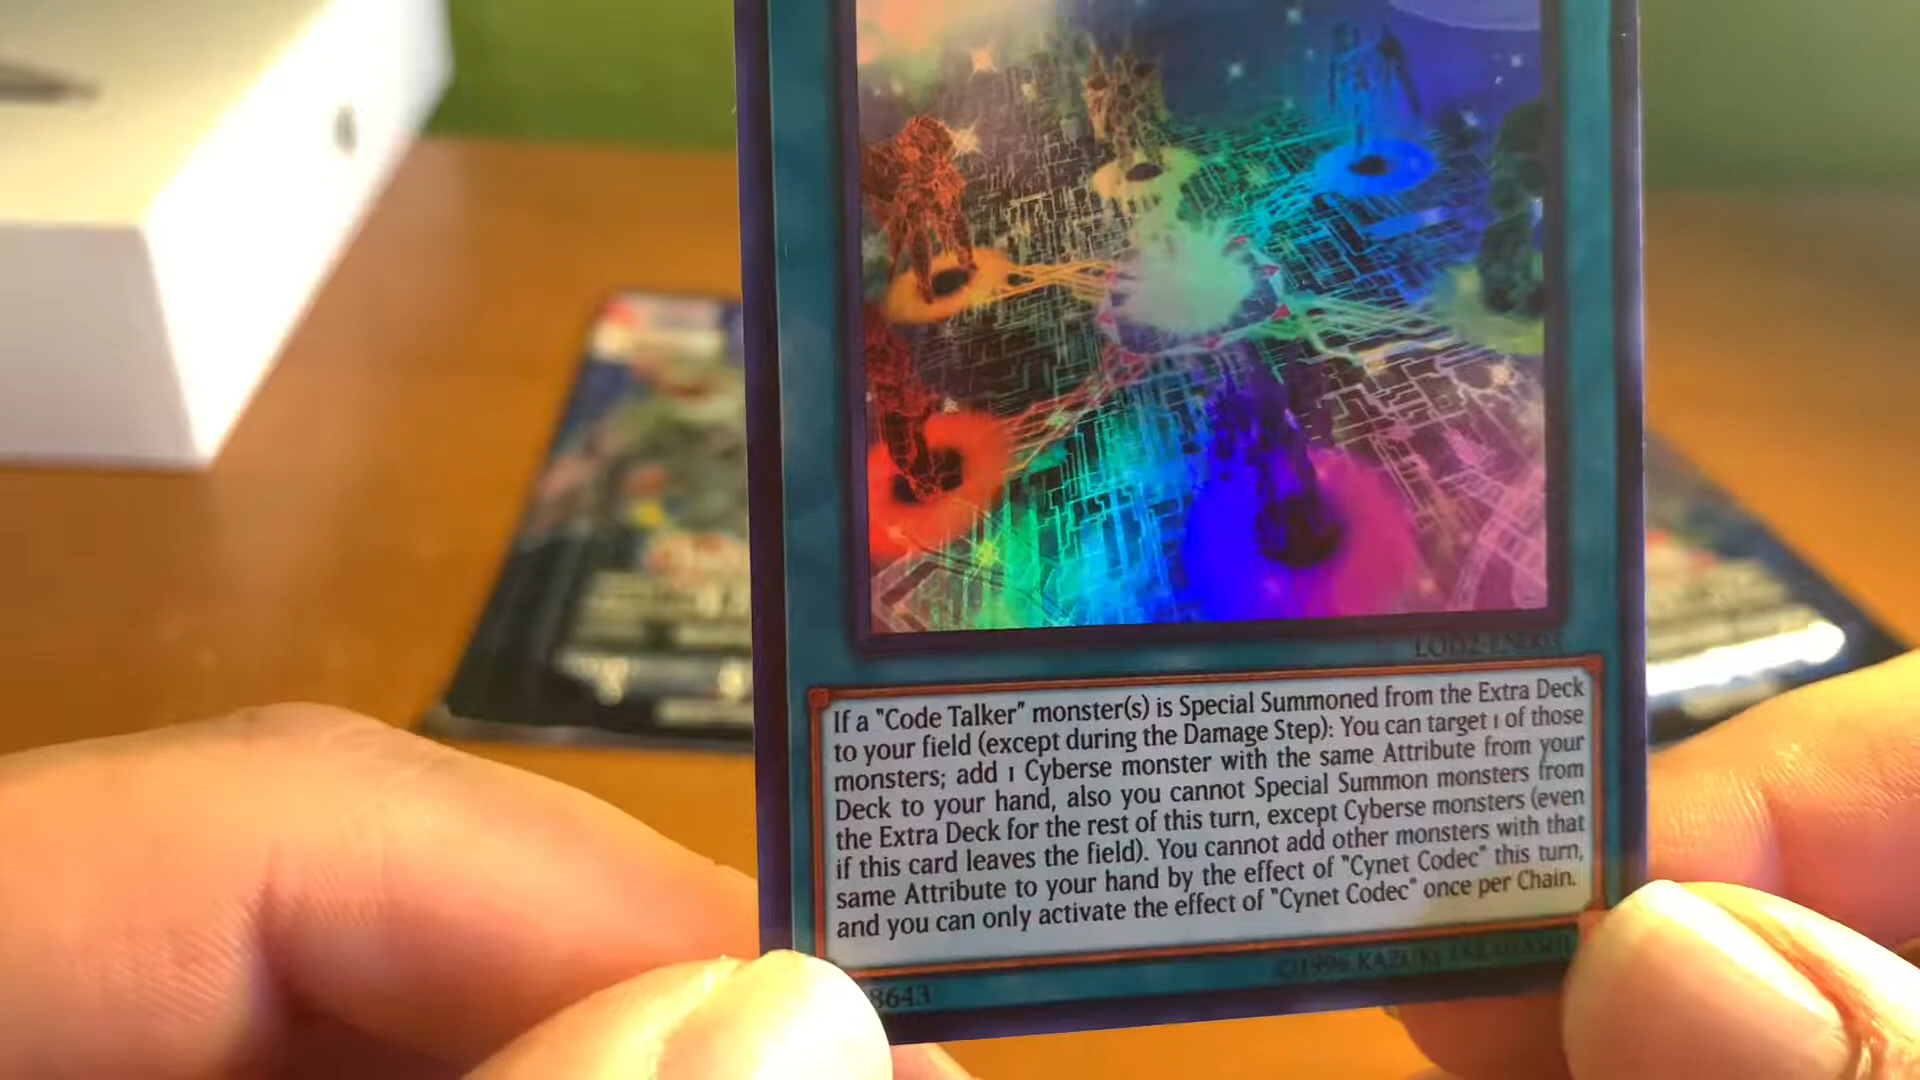 If a "Code Talker" monster(s) is Special Summoned from the Extra Deck
to your field (except during the Damage Step): You can target 1 of those
monsters; add 1 Cyberse monster with the same Attribute from your
Deck to your hand, also you cannot Special Summon monsters from
the Extra Deck for the rest of this turn, except Cyberse monsters (even
if this card leaves the field). You cannot add other monsters with that
same Attribute to your hand by the effect of "Cynet Codec" this turn,
and you can only activate the effect of "Cynet Codec" once per Chain.
8643
©1996 KAZUKI TAKAHASHI